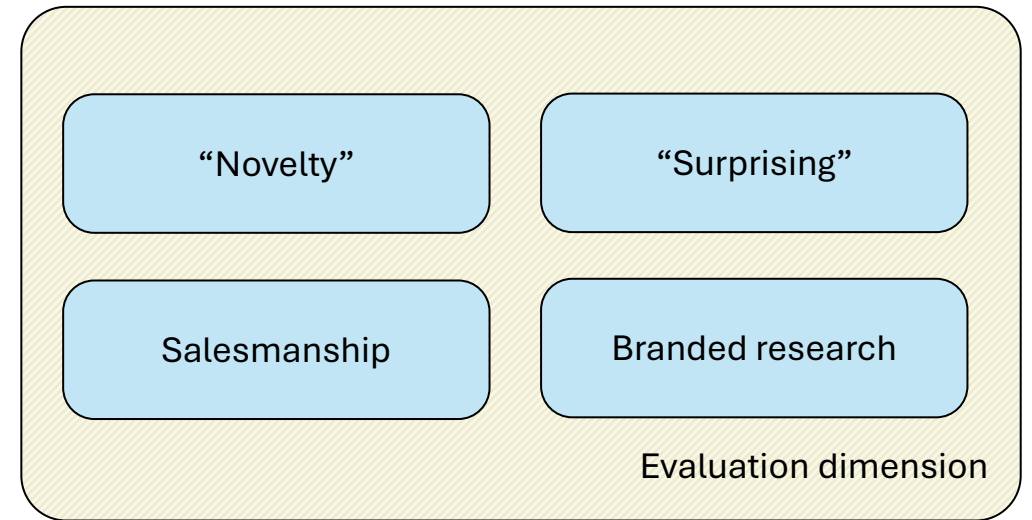 “Novelty”
“Surprising”
Salesmanship
Branded research
Evaluation dimension